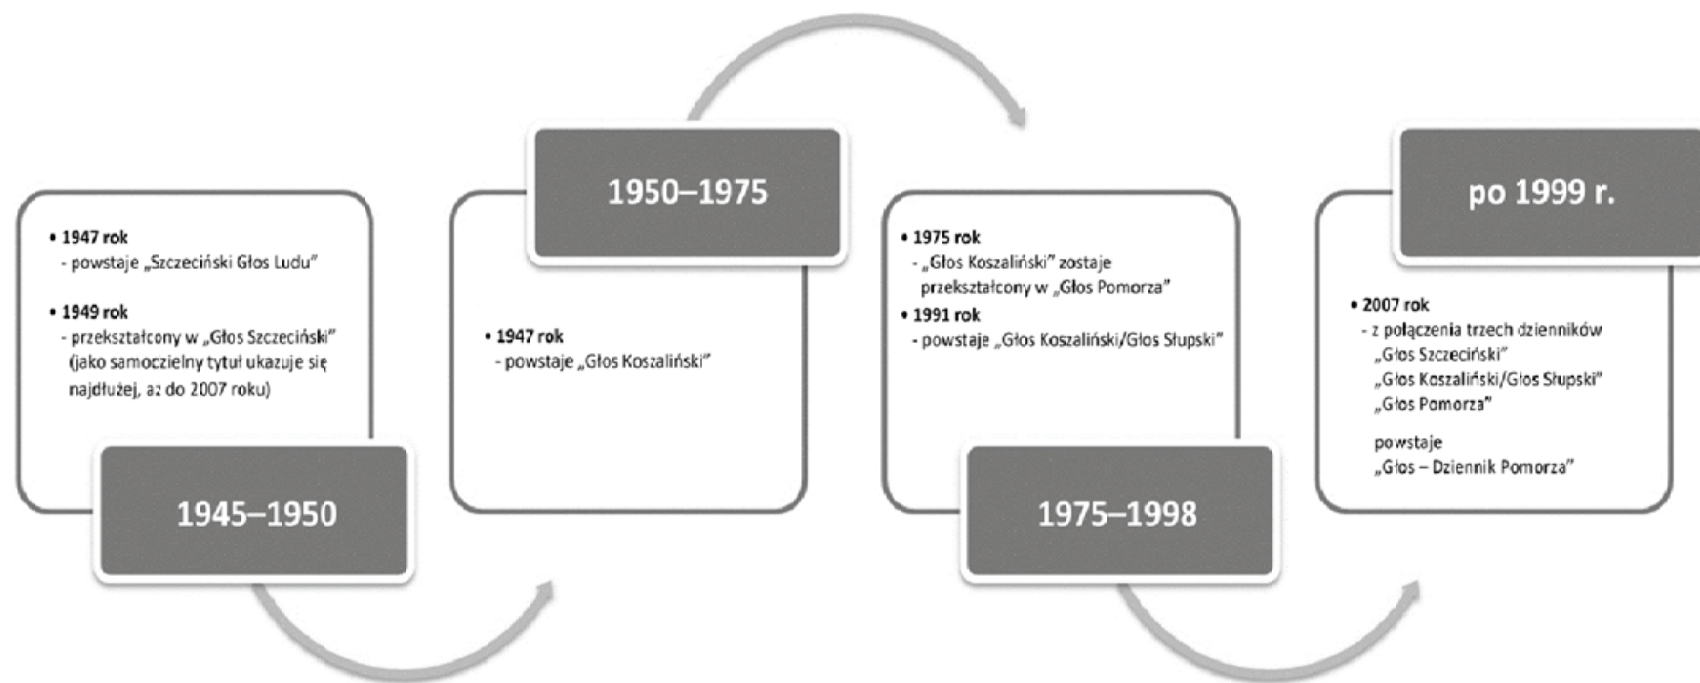 • 1947 rok
- powstaje „Szczeciński Głos Ludu”
• 1949 rok
- przekształcony w „Głos Szczeciński”
(jako samoczielny tytuł ukazuje się
najdłużej, aż do 2007 roku)
1945–1950
1950–1975
• 1947 rok
- powstaje „Głos Koszaliński”
• 1975 rok
- „Głos Koszaliński” zostaje
przekształcony w „Głos Pomorza”
• 1991 rok
- powstaje „Głos Koszaliński/Głos Słupski”
1975–1998
po 1999 r.
• 2007 rok
- z połączenia trzech dzienników
„Głos Szczeciński”
„Głos Koszaliński/Głos Słupski”
„Głos Pomorza”
powstaje
„Głos – Dziennik Pomorza”